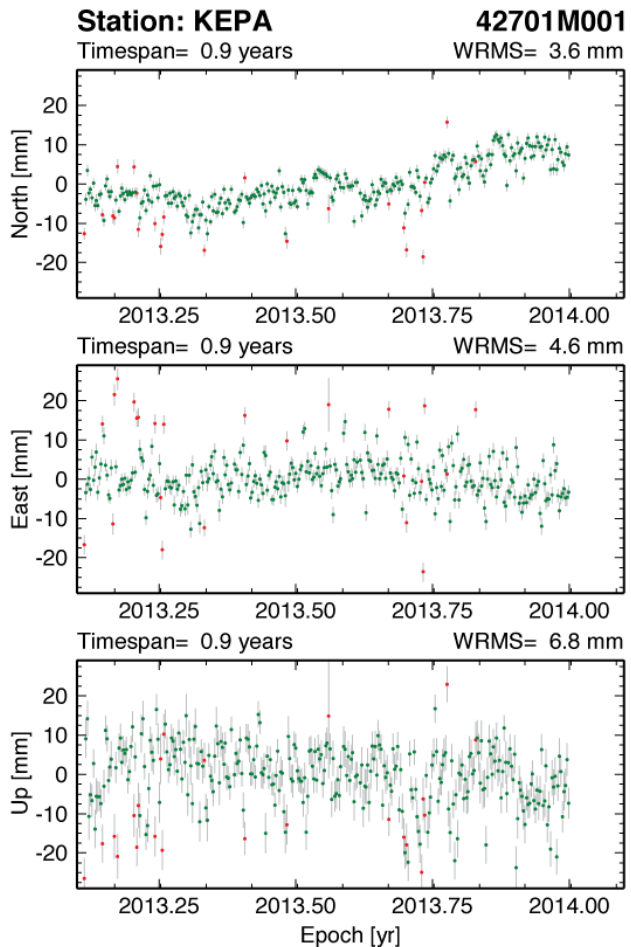 Station: KEPA 42701M001
Timespan= 0.9 years WRMS= 3.6 mm
20
10
0
-10
-20
North [mm]
2013.25 2013.50 2013.75 2014.00
Timespan= 0.9 years WRMS= 4.6 mm
20
10
0
-10
-20
East [mm]
2013.25 2013.50 2013.75 2014.00
Timespan= 0.9 years WRMS= 6.8 mm
20
10
0
-10
-20
Up [mm]
2013.25 2013.50 2013.75 2014.00
Epoch [yr]